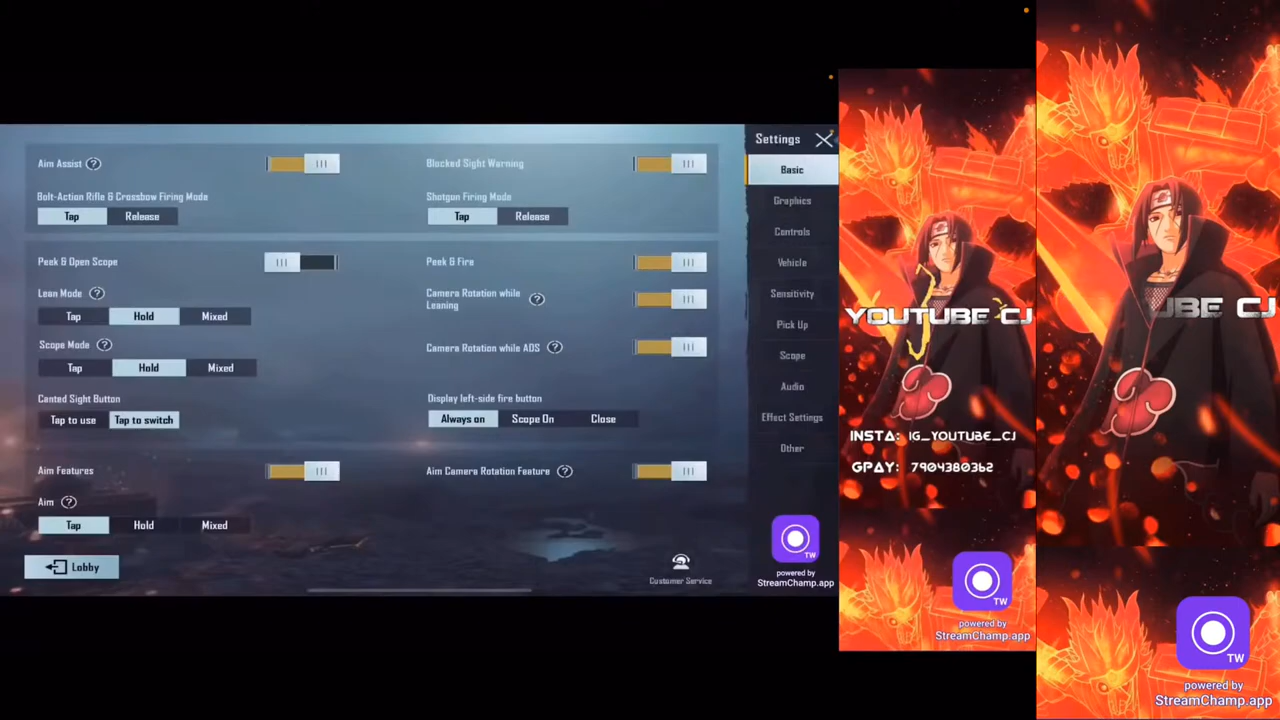 Settings
Aim Assist ?
Blocked Sight Warning
Basic
Bolt-Action Rifle & Crossbow Firing Mode
Shotgun Firing Mode
Graphics
Tap Release
Tap Release
Controls
Peek & Open Scope
Peek & Fire
Vehicle
Lean Mode ?
Camera Rotation while
Leaning ?
Sensitivity
Tap Hold Mixed
Pick Up
Scope Mode ?
Camera Rotation while ADS ?
Scope
Tap Hold Mixed
Audio
Canted Sight Button
Display left-side fire button
Tap to use Tap to switch
Always on Scope On Close
Effect Settings
Other
Aim Features
Aim Camera Rotation Feature ?
Aim ?
Tap Hold Mixed
Lobby
Customer Service
TW
powered by
StreamChamp.app
YOUTUBE CJ
INSTA: IG_YOUTUBE_CJ
GPAY: 7904380362
TW
powered by
StreamChamp.app
UBE CJ
TW
powered by
StreamChamp.app